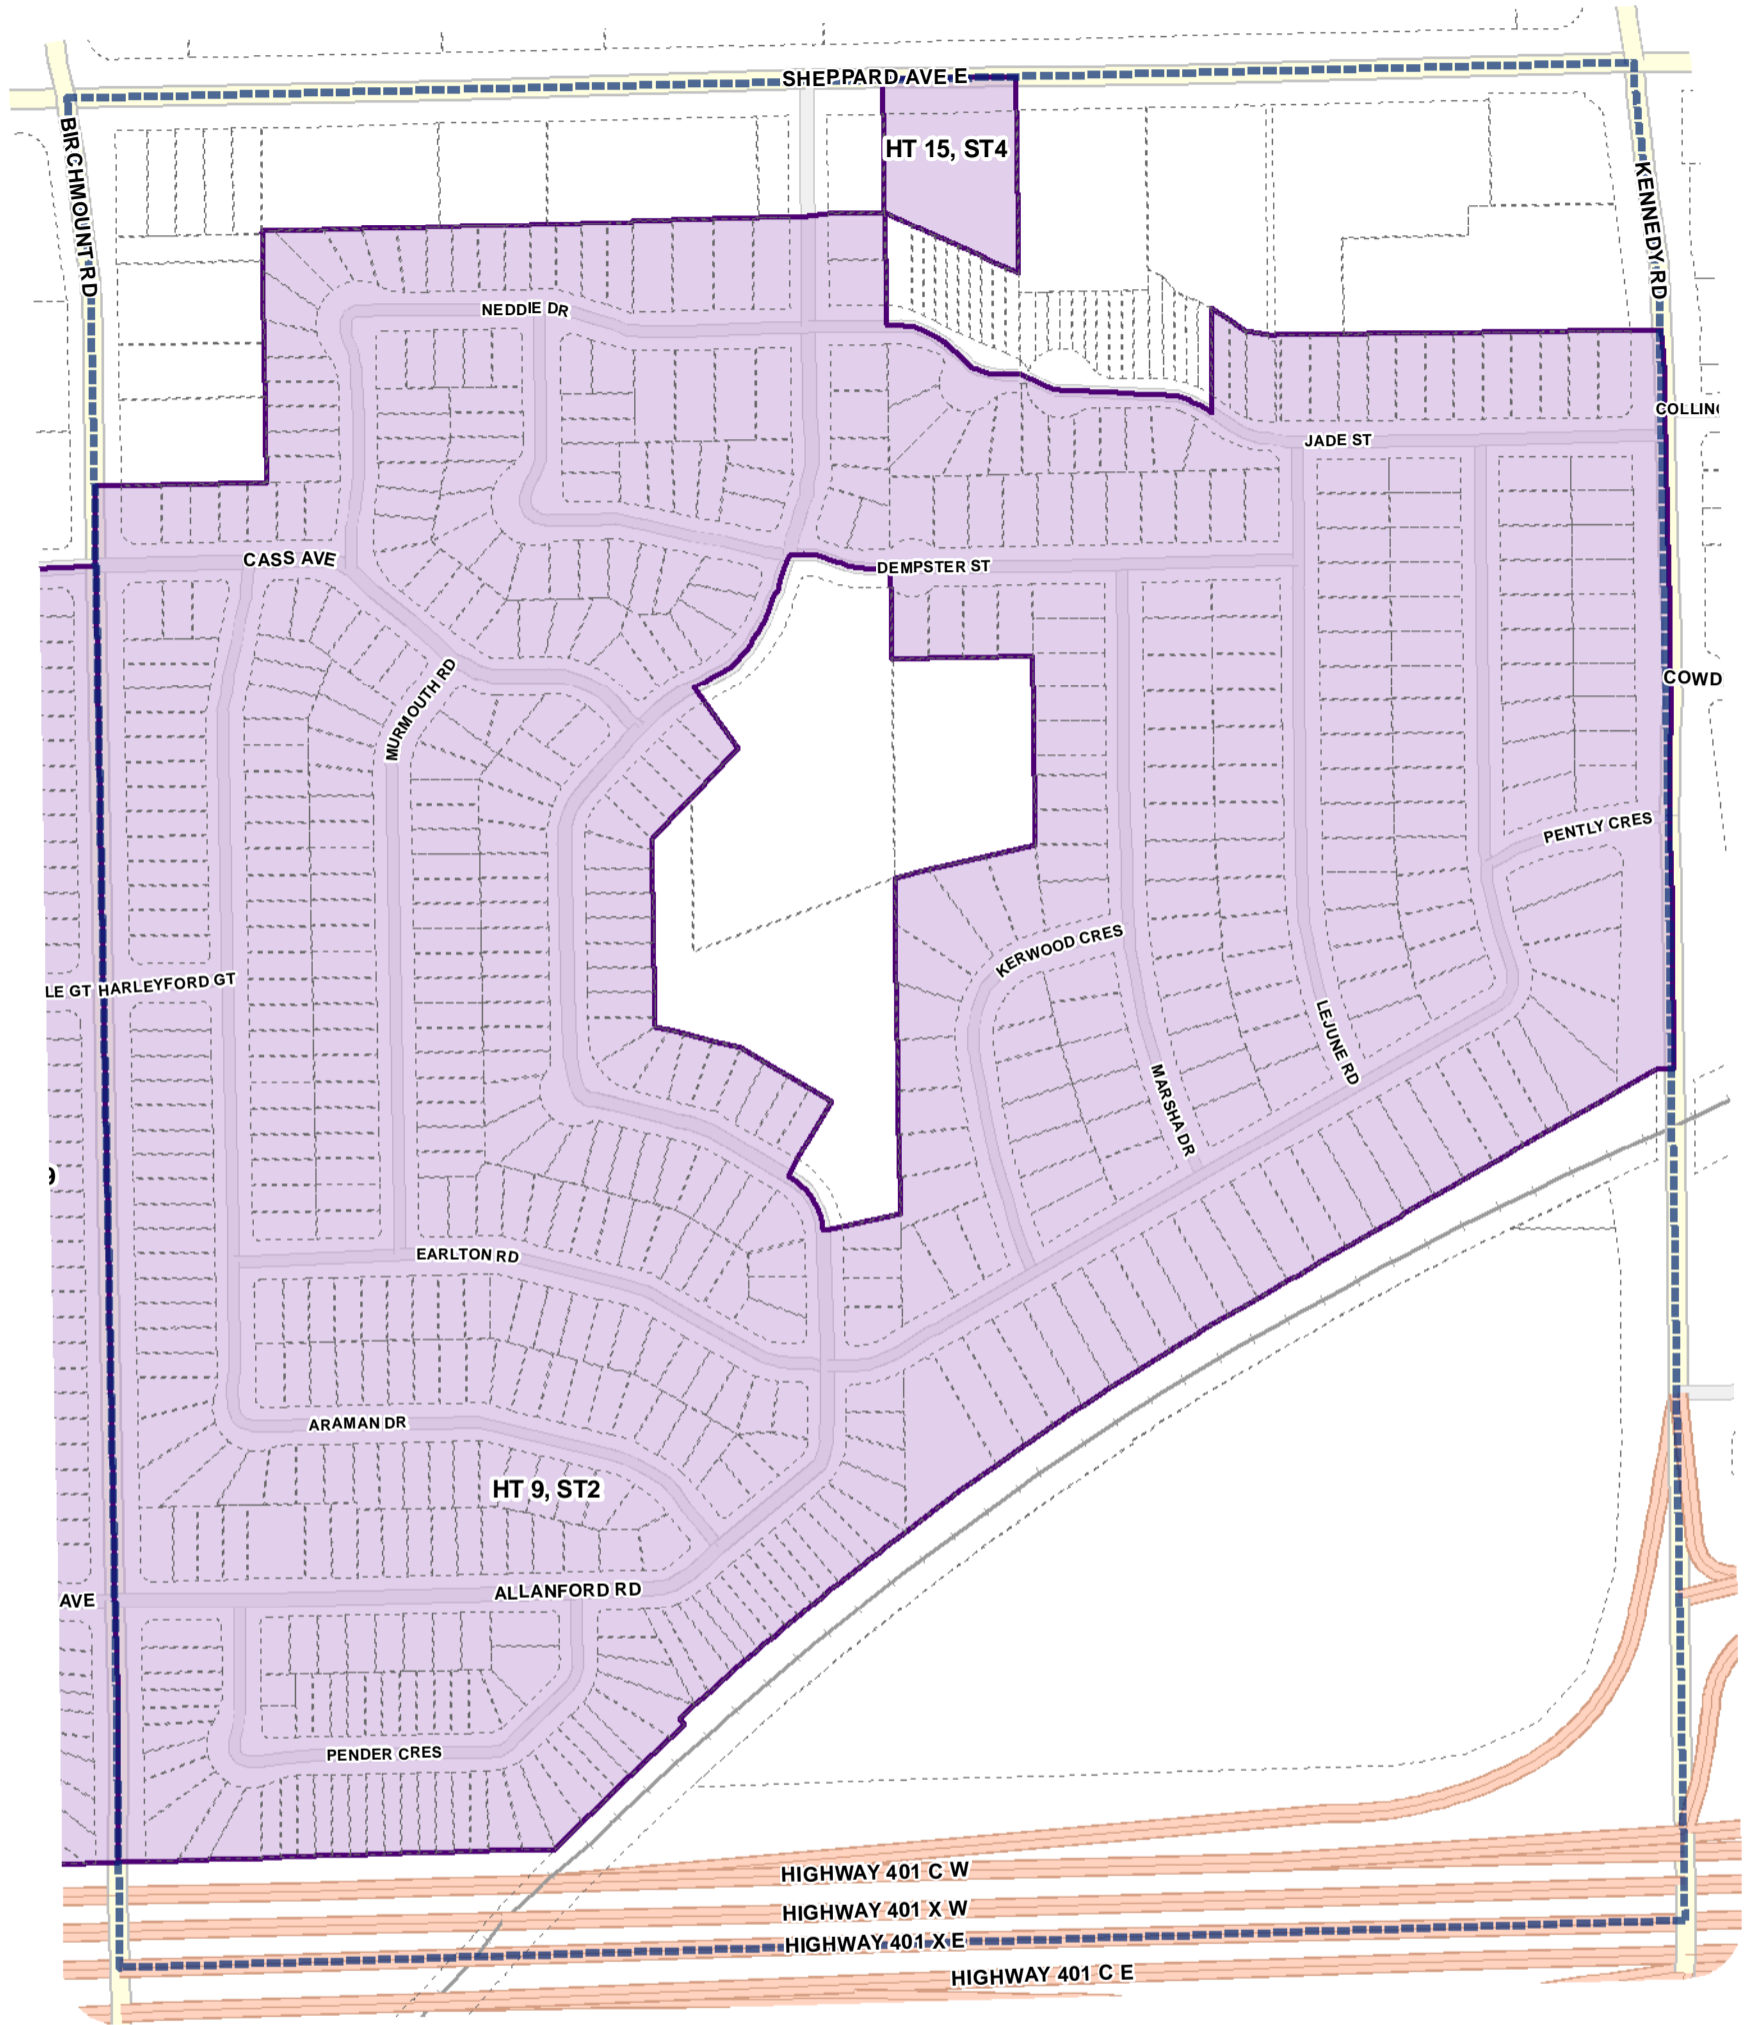 SHEPPARD AVE E
BIRCHMOUNT RD
HT 15, ST4
KENNEDY RD
NEDDIE DR
COLLIN
JADE ST
CASS AVE
DEMPSTER ST
MURMOUTH RD
COWD
PENTLY CRES
KERWOOD CRES
LE GT
HARLEYFORD GT
LEJUNE RD
MARSHA DR
9
EARLTON RD
ARAMAN DR
HT 9, ST2
AVE
ALLANFORD RD
PENDER CRES
HIGHWAY 401 C W
HIGHWAY 401 X W
HIGHWAY 401 X E
HIGHWAY 401 C E